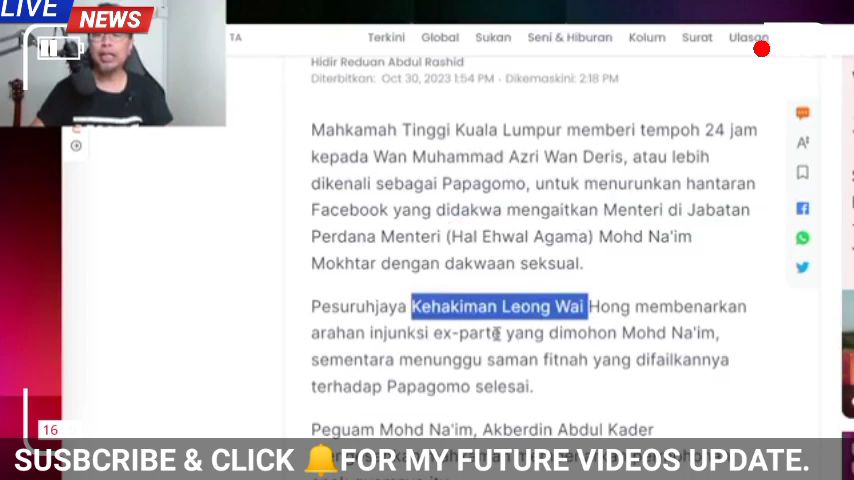 LIVE
NEWS
TA
Terkini Global Sukan Seni & Hiburan Kolum Surat Ulasan
Hidir Reduan Abdul Rashid
Diterbitkan: Oct 30, 2023 1:54 PM · Dikemaskini: 2:18 PM
Mahkamah Tinggi Kuala Lumpur memberi tempoh 24 jam
kepada Wan Muhammad Azri Wan Deris, atau lebih
dikenali sebagai Papagomo, untuk menurunkan hantaran
Facebook yang didakwa mengaitkan Menteri di Jabatan
Perdana Menteri (Hal Ehwal Agama) Mohd Na'im
Mokhtar dengan dakwaan seksual.
Pesuruhjaya Kehakiman Leong Wai Hong membenarkan
arahan injunksi ex-parte yang dimohon Mohd Na'im,
sementara menunggu saman fitnah yang difailkannya
terhadap Papagomo selesai.
Peguam Mohd Na'im, Akberdin Abdul Kader
16
SUSBCRIBE & CLICK FOR MY FUTURE VIDEOS UPDATE.